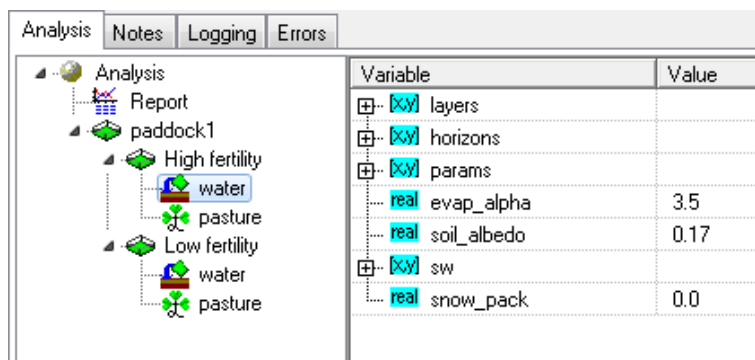 Analysis Notes Logging Errors
Analysis
Report
paddock1
High fertility
water
pasture
Low fertility
water
pasture
Variable Value
[x,y] layers
[x,y] horizons
[x,y] params
real evap_alpha 3.5
real soil_albedo 0.17
[x,y] sw
real snow_pack 0.0